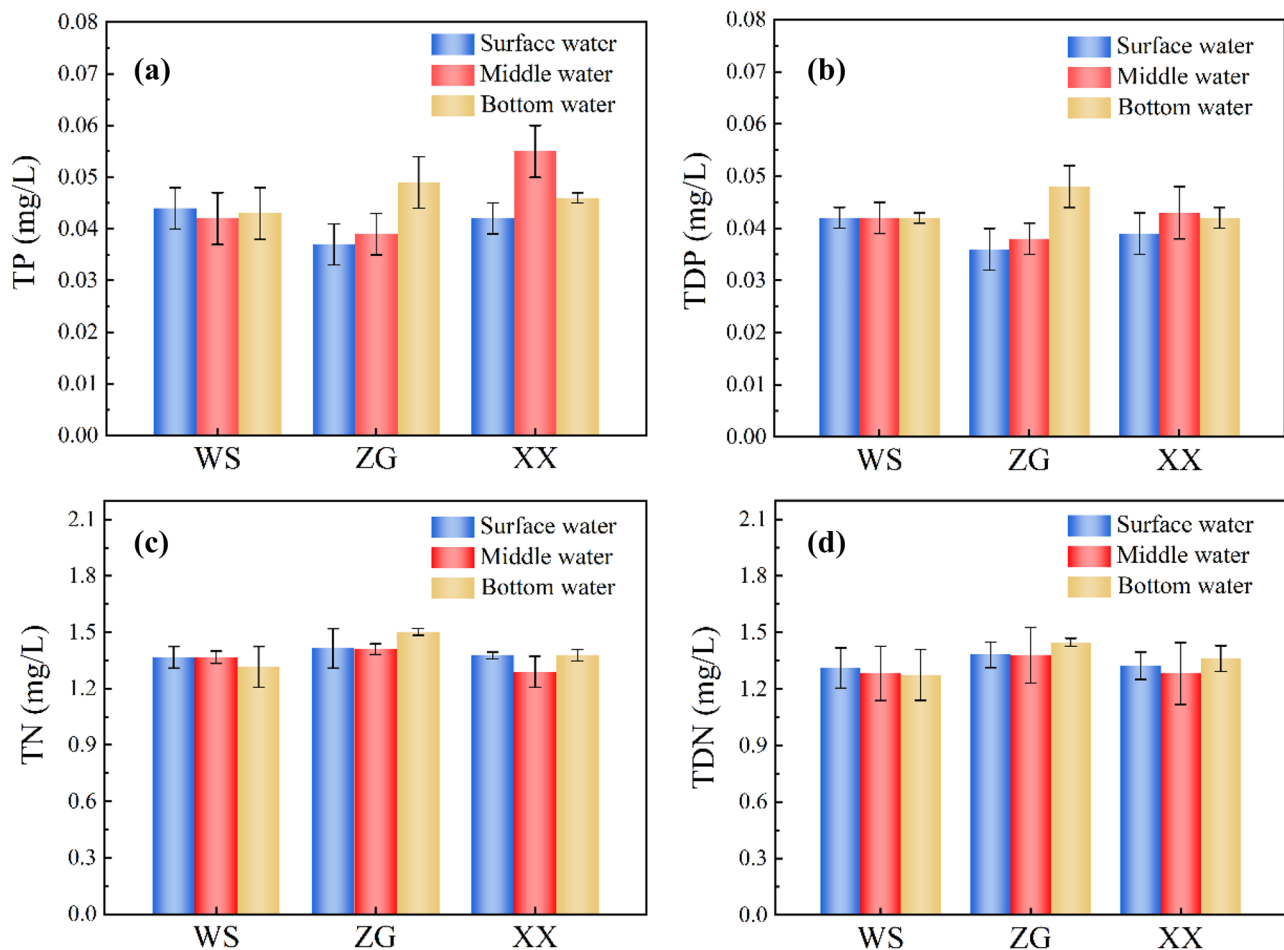 (a)
Surface water
Middle water
Bottom water
TP (mg/L)
0.08
0.07
0.06
0.05
0.04
0.03
0.02
0.01
0.00
WS ZG XX
(b)
Surface water
Middle water
Bottom water
TDP (mg/L)
0.08
0.07
0.06
0.05
0.04
0.03
0.02
0.01
0.00
WS ZG XX
(c)
Surface water
Middle water
Bottom water
TN (mg/L)
2.1
1.8
1.5
1.2
0.9
0.6
0.3
0.0
WS ZG XX
(d)
Surface water
Middle water
Bottom water
TDN (mg/L)
2.1
1.8
1.5
1.2
0.9
0.6
0.3
0.0
WS ZG XX